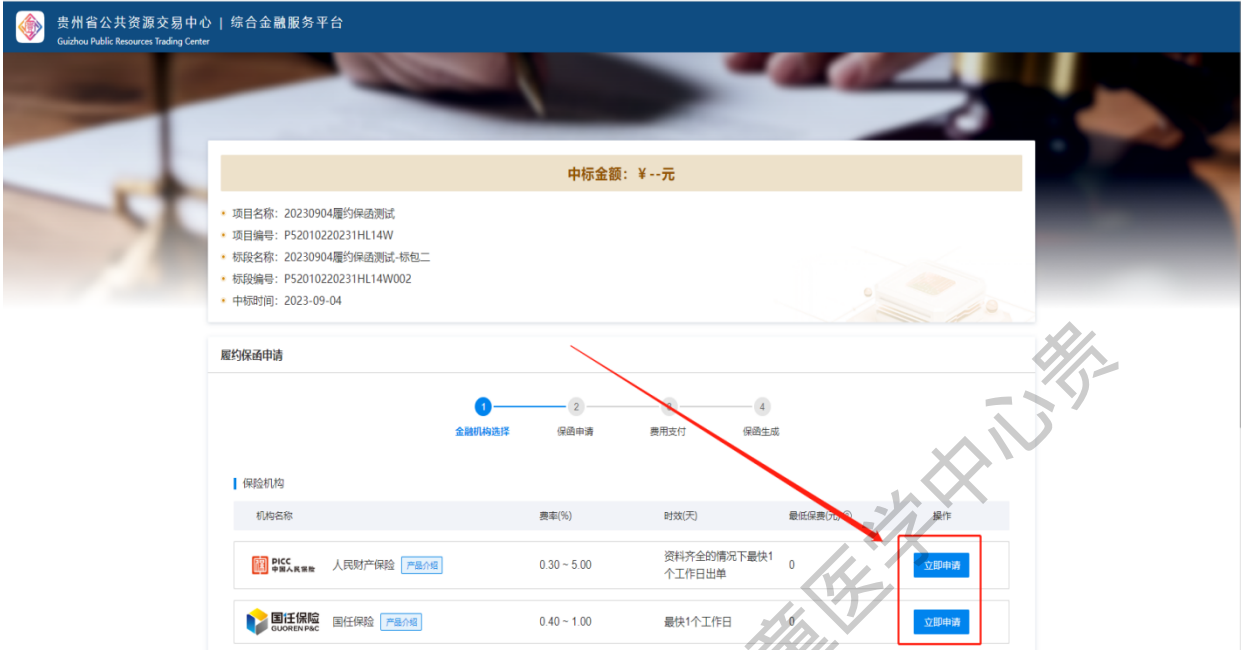 贵州省公共资源交易中心 | 综合金融服务平台
Guizhou Public Resources Trading Center
中标金额：¥ --元
项目名称：20230904履约保函测试
项目编号：P52010220231HL14W
标段名称：20230904履约保函测试-标包二
标段编号：P52010220231HL14W002
中标时间：2023-09-04
履约保函申请
1 2 3 4
金融机构选择 保函申请 费用支付 保函生成
保险机构
机构名称 费率(%) 时效(天) 最低保费(元) 操作
PICC 中国人民保险 人民财产保险 产品介绍 0.30 ~ 5.00 资料齐全的情况下最快1 0 立即申请
个工作日出单
国任保险 GUOREN P&C 国任保险 产品介绍 0.40 ~ 1.00 最快1个工作日 0 立即申请
童医学中心贵